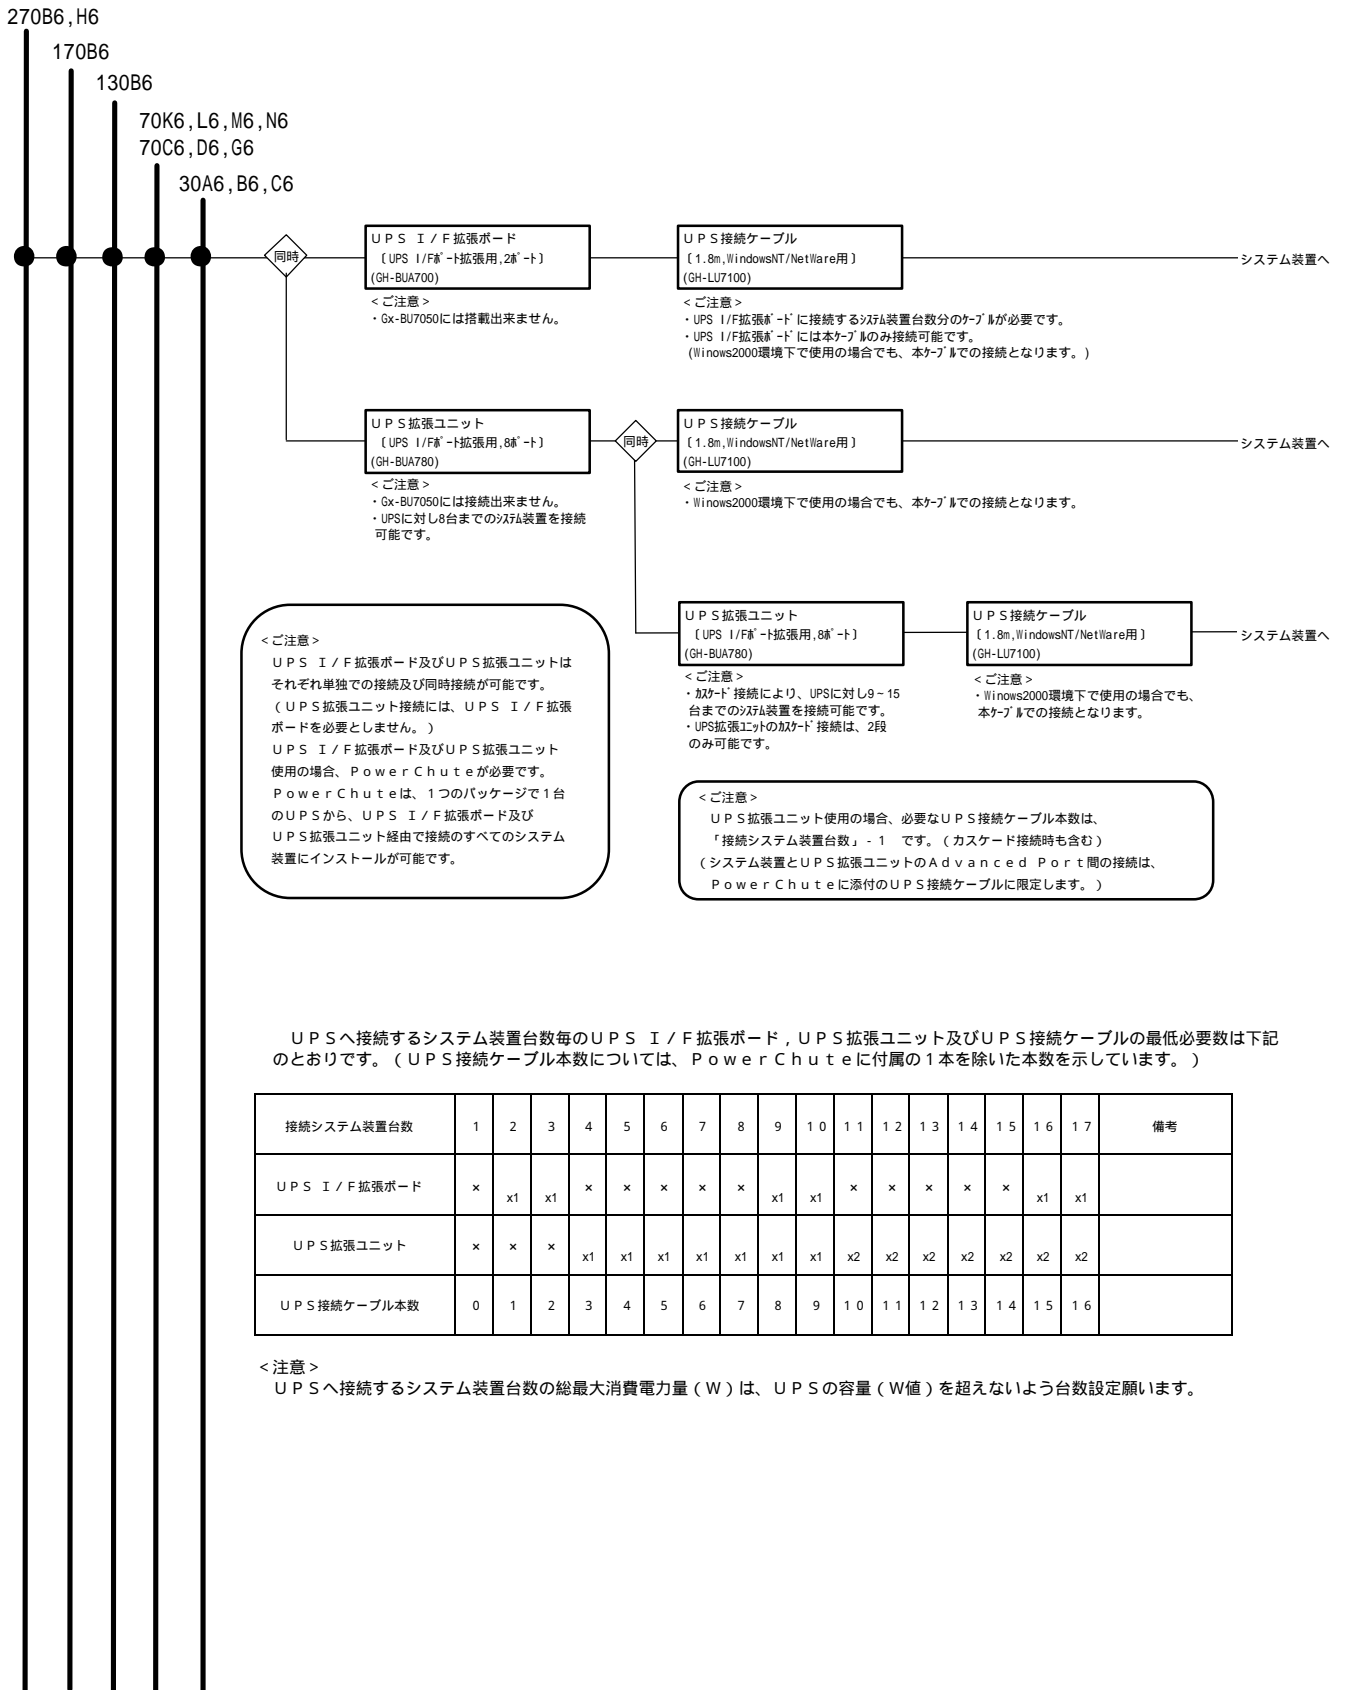 270B6,H6
170B6
130B6
70K6,L6,M6,N6
70C6,D6,G6
30A6,B6,C6
同時
ＵＰＳ Ｉ/Ｆ拡張ボード
〔UPS I/Fﾎﾟｰﾄ拡張用,2ﾎﾟｰﾄ〕
(GH-BUA700)
<ご注意>
・Gx-BU7050には搭載出来ません。
ＵＰＳ接続ケーブル
〔1.8m,WindowsNT/NetWare用〕
(GH-LU7100)
<ご注意>
・UPS I/F拡張ﾎﾞｰﾄﾞに接続するｼｽﾃﾑ装置台数分のｹｰﾌﾞﾙが必要です。
・UPS I/F拡張ﾎﾞｰﾄﾞには本ｹｰﾌﾞﾙのみ接続可能です。
(Winows2000環境下で使用の場合でも、本ｹｰﾌﾞﾙでの接続となります。)
システム装置へ
ＵＰＳ拡張ユニット
〔UPS I/Fﾎﾟｰﾄ拡張用,8ﾎﾟｰﾄ〕
(GH-BUA780)
<ご注意>
・Gx-BU7050には接続出来ません。
・UPSに対し8台までのｼｽﾃﾑ装置を接続
可能です。
同時
ＵＰＳ接続ケーブル
〔1.8m,WindowsNT/NetWare用〕
(GH-LU7100)
<ご注意>
・Winows2000環境下で使用の場合でも、本ｹｰﾌﾞﾙでの接続となります。
システム装置へ
ＵＰＳ拡張ユニット
〔UPS I/Fﾎﾟｰﾄ拡張用,8ﾎﾟｰﾄ〕
(GH-BUA780)
<ご注意>
・ｶｽｹｰﾄﾞ接続により、UPSに対し9~15
台までのｼｽﾃﾑ装置を接続可能です。
・UPS拡張ﾕﾆｯﾄのｶｽｹｰﾄﾞ接続は、2段
のみ可能です。
ＵＰＳ接続ケーブル
〔1.8m,WindowsNT/NetWare用〕
(GH-LU7100)
<ご注意>
・Winows2000環境下で使用の場合でも、
本ｹｰﾌﾞﾙでの接続となります。
システム装置へ
<ご注意>
ＵＰＳ Ｉ/Ｆ拡張ボード及びＵＰＳ拡張ユニットは
それぞれ単独での接続及び同時接続が可能です。
(ＵＰＳ拡張ユニット接続には、ＵＰＳ Ｉ/Ｆ拡張
ボードを必要としません。)
ＵＰＳ Ｉ/Ｆ拡張ボード及びＵＰＳ拡張ユニット
使用の場合、ＰｏｗｅｒＣｈｕｔｅが必要です。
ＰｏｗｅｒＣｈｕｔｅは、１つのパッケージで１台
のＵＰＳから、ＵＰＳ Ｉ/Ｆ拡張ボード及び
ＵＰＳ拡張ユニット経由で接続のすべてのシステム
装置にインストールが可能です。
<ご注意>
ＵＰＳ拡張ユニット使用の場合、必要なＵＰＳ接続ケーブル本数は、
「接続システム装置台数」-１ です。(カスケード接続時も含む)
(システム装置とＵＰＳ拡張ユニットのＡｄｖａｎｃｅｄ Ｐｏｒｔ間の接続は、
ＰｏｗｅｒＣｈｕｔｅに添付のＵＰＳ接続ケーブルに限定します。)
ＵＰＳへ接続するシステム装置台数毎のＵＰＳ Ｉ/Ｆ拡張ボード,ＵＰＳ拡張ユニット及びＵＰＳ接続ケーブルの最低必要数は下記
のとおりです。(ＵＰＳ接続ケーブル本数については、ＰｏｗｅｒＣｈｕｔｅに付属の１本を除いた本数を示しています。)
接続システム装置台数 1 2 3 4 5 6 7 8 9 10 11 12 13 14 15 16 17 備考
ＵＰＳ Ｉ/Ｆ拡張ボード × x1 x1 × × × × × x1 x1 × × × × × x1 x1
ＵＰＳ拡張ユニット × × × x1 x1 x1 x1 x1 x1 x1 x2 x2 x2 x2 x2 x2 x2
ＵＰＳ接続ケーブル本数 0 1 2 3 4 5 6 7 8 9 10 11 12 13 14 15 16
<注意>
ＵＰＳへ接続するシステム装置台数の総最大消費電力量(Ｗ)は、ＵＰＳの容量(Ｗ値)を超えないよう台数設定願います。